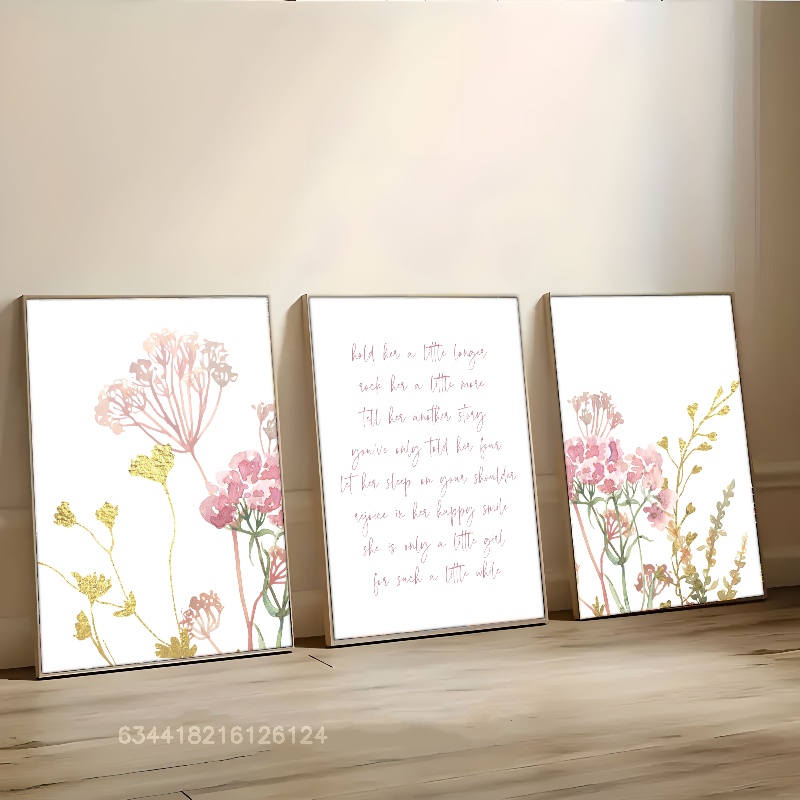 hold her a little longer
rock her a little more
tell her another story
you've only told her four
let her sleep on your shoulder
rejoice in her happy smile
she is only a little girl
for such a little while
634418216126124